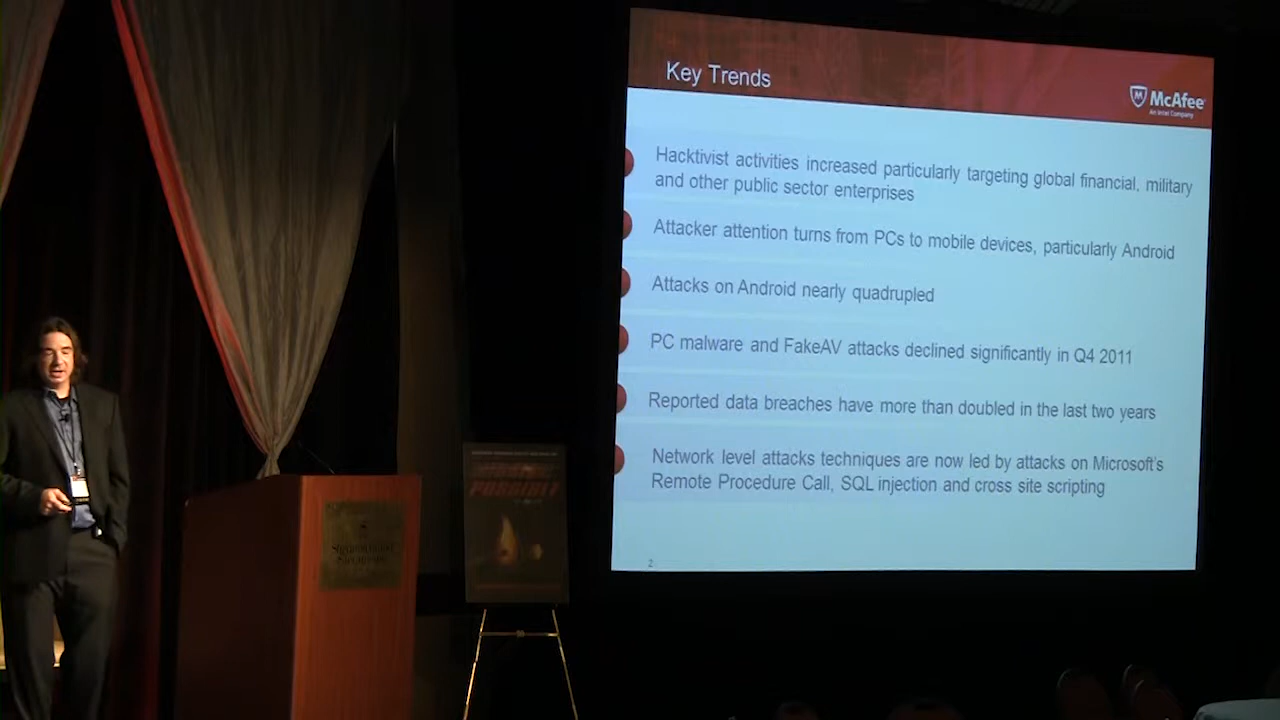 Key Trends
McAfee
An Intel Company
Hacktivist activities increased particularly targeting global financial, military
and other public sector enterprises
Attacker attention turns from PCs to mobile devices, particularly Android
Attacks on Android nearly quadrupled
PC malware and FakeAV attacks declined significantly in Q4 2011
Reported data breaches have more than doubled in the last two years
Network level attacks techniques are now led by attacks on Microsoft's
Remote Procedure Call, SQL injection and cross site scripting
2